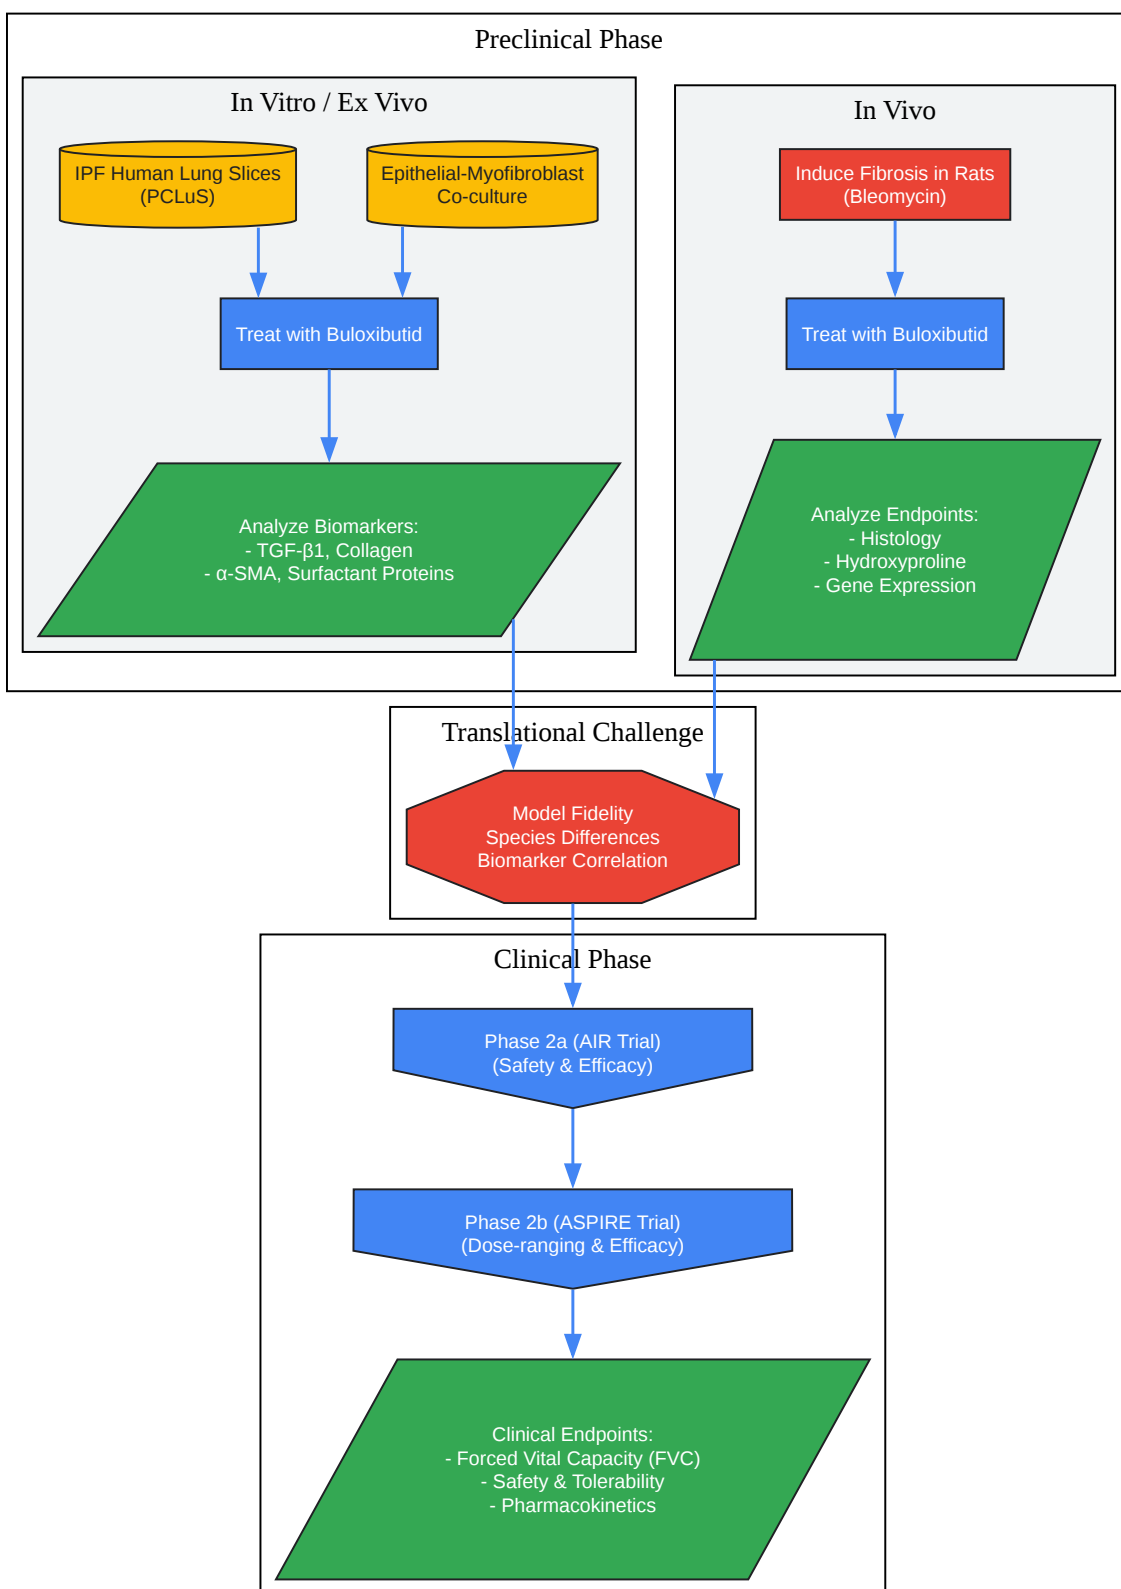 Preclinical Phase
In Vitro / Ex Vivo
IPF Human Lung Slices
(PCLuS)
Epithelial-Myofibroblast
Co-culture
Treat with Buloxibutid
Analyze Biomarkers:
- TGF-β1, Collagen
- α-SMA, Surfactant Proteins
In Vivo
Induce Fibrosis in Rats
(Bleomycin)
Treat with Buloxibutid
Analyze Endpoints:
- Histology
- Hydroxyproline
- Gene Expression
Translational Challenge
Model Fidelity
Species Differences
Biomarker Correlation
Clinical Phase
Phase 2a (AIR Trial)
(Safety & Efficacy)
Phase 2b (ASPIRE Trial)
(Dose-ranging & Efficacy)
Clinical Endpoints:
- Forced Vital Capacity (FVC)
- Safety & Tolerability
- Pharmacokinetics